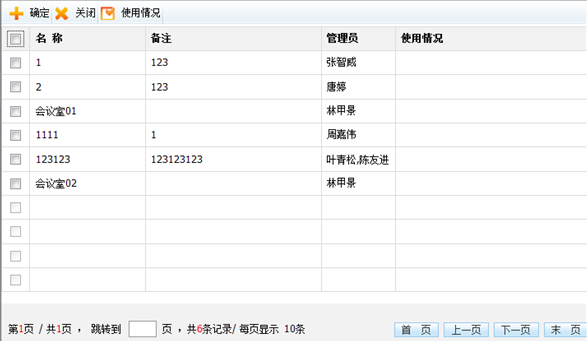 确定 关闭 使用情况
名 称 备注 管理员 使用情况
1 123 张智威
2 123 唐婷
会议室01 林甲景
1111 1 周嘉伟
123123 123123123 叶青松,陈友进
会议室02 林甲景
第1页 / 共1页 ， 跳转到 页 ，共6条记录/ 每页显示 10条 首 页 上一页 下一页 末 页